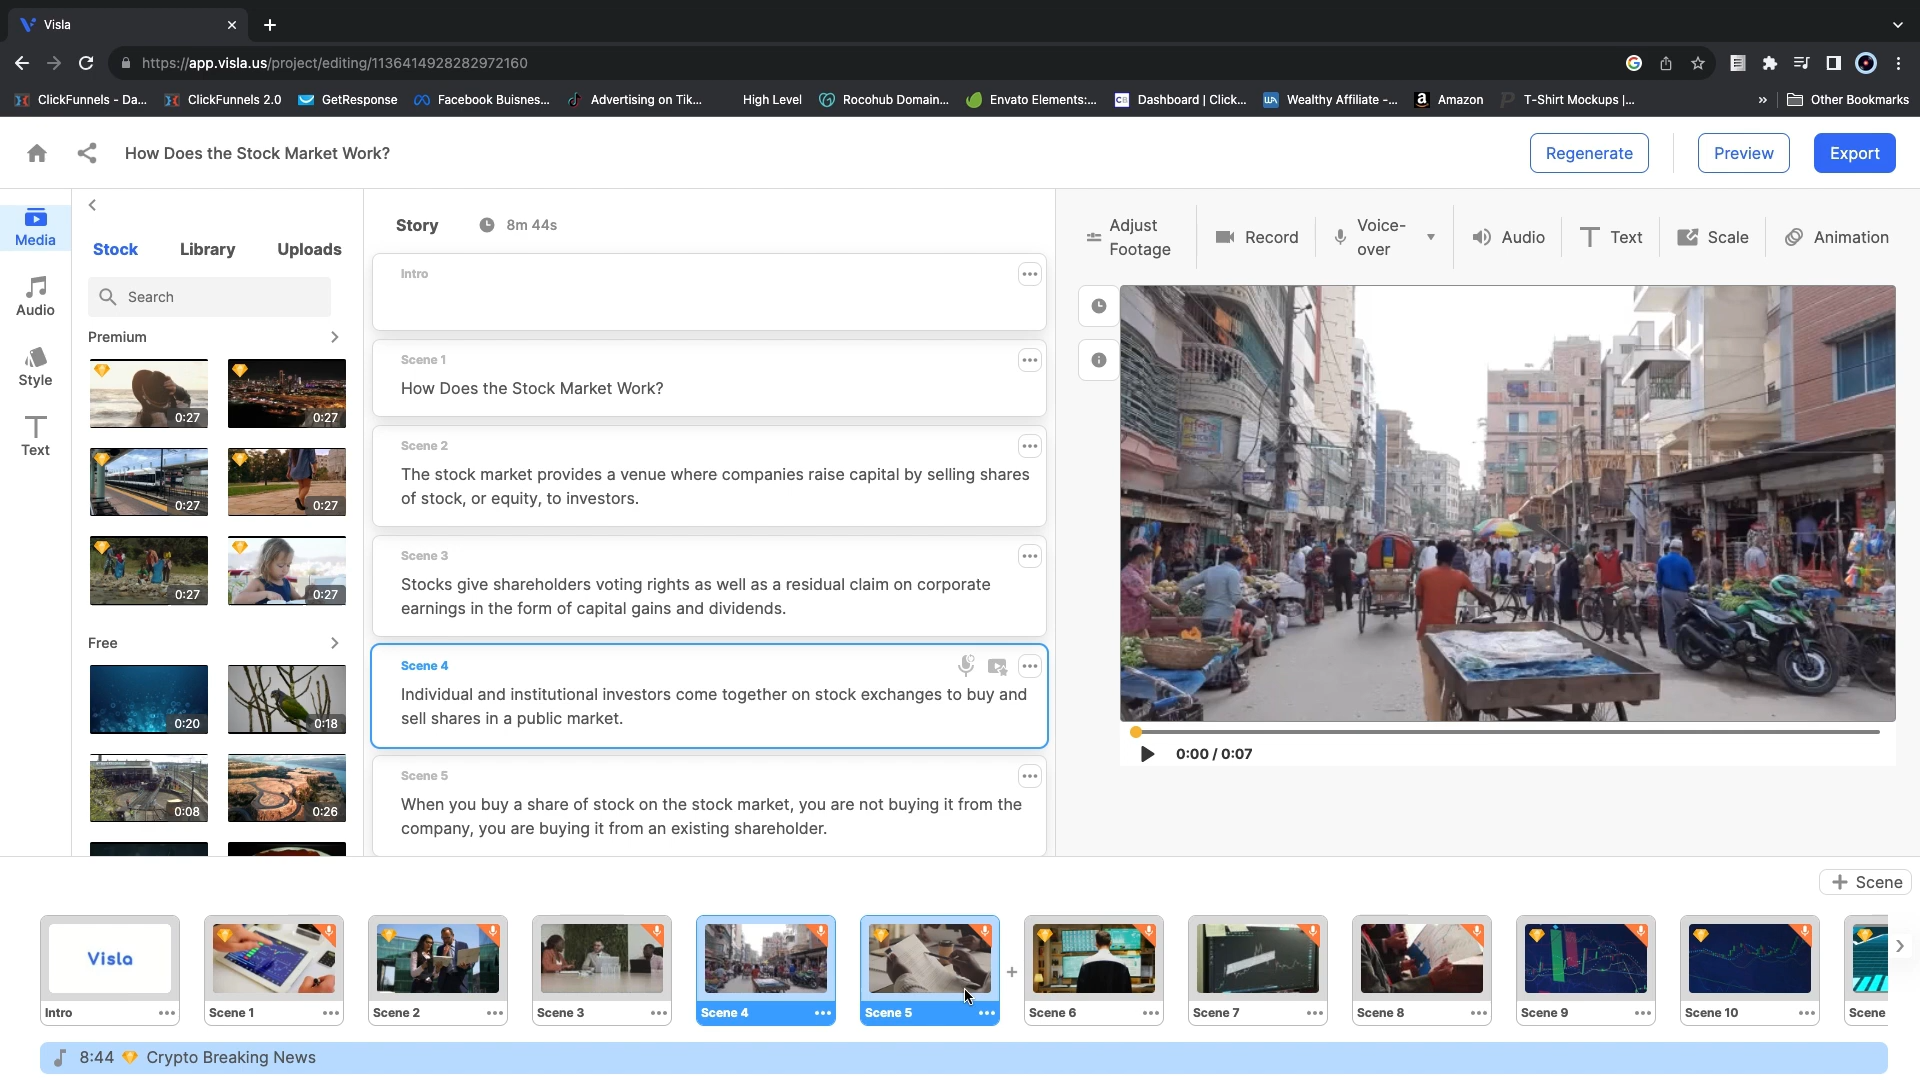 Visla
https://app.visla.us/project/editing/1136414928282972160
ClickFunnels - Da...
ClickFunnels 2.0
GetResponse
Facebook Buisnes...
Advertising on Tik...
High Level
Rocohub Domain...
Envato Elements:...
Dashboard | Click...
Wealthy Affiliate -...
Amazon
T-Shirt Mockups |...
»
Other Bookmarks
How Does the Stock Market Work?
Regenerate
Preview
Export
Media
Audio
Style
Text
Stock
Library
Uploads
Search
Premium
0:27
0:27
0:27
0:27
0:27
0:27
Free
0:20
0:18
0:08
0:26
Story
8m 44s
Intro
Scene 1
How Does the Stock Market Work?
Scene 2
The stock market provides a venue where companies raise capital by selling shares
of stock, or equity, to investors.
Scene 3
Stocks give shareholders voting rights as well as a residual claim on corporate
earnings in the form of capital gains and dividends.
Scene 4
Individual and institutional investors come together on stock exchanges to buy and
sell shares in a public market.
Scene 5
When you buy a share of stock on the stock market, you are not buying it from the
company, you are buying it from an existing shareholder.
Adjust
Footage
Record
Voice-
over
Audio
Text
Scale
Animation
0:00 / 0:07
+ Scene
Visla
Intro
Scene 1
Scene 2
Scene 3
Scene 4
Scene 5
Scene 6
Scene 7
Scene 8
Scene 9
Scene 10
Scene
8:44
Crypto Breaking News